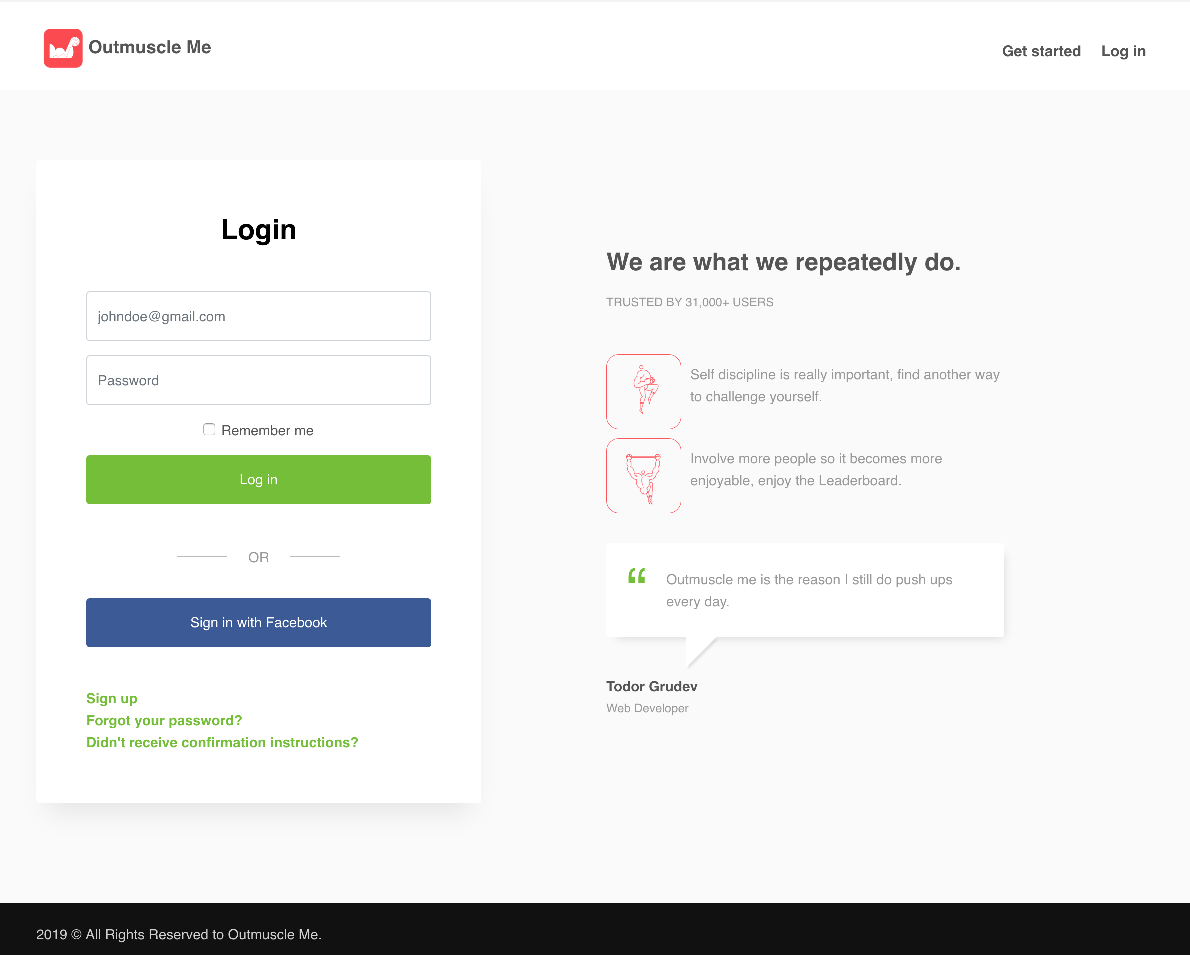 Outmuscle Me
Get started
Log in
Login
johndoe@gmail.com
Password
Remember me
Log in
OR
Sign in with Facebook
Sign up
Forgot your password?
Didn't receive confirmation instructions?
We are what we repeatedly do.
TRUSTED BY 31,000+ USERS
Self discipline is really important, find another way
to challenge yourself.
Involve more people so it becomes more
enjoyable, enjoy the Leaderboard.
“
Outmuscle me is the reason I still do push ups
every day.
Todor Grudev
Web Developer
2019 © All Rights Reserved to Outmuscle Me.